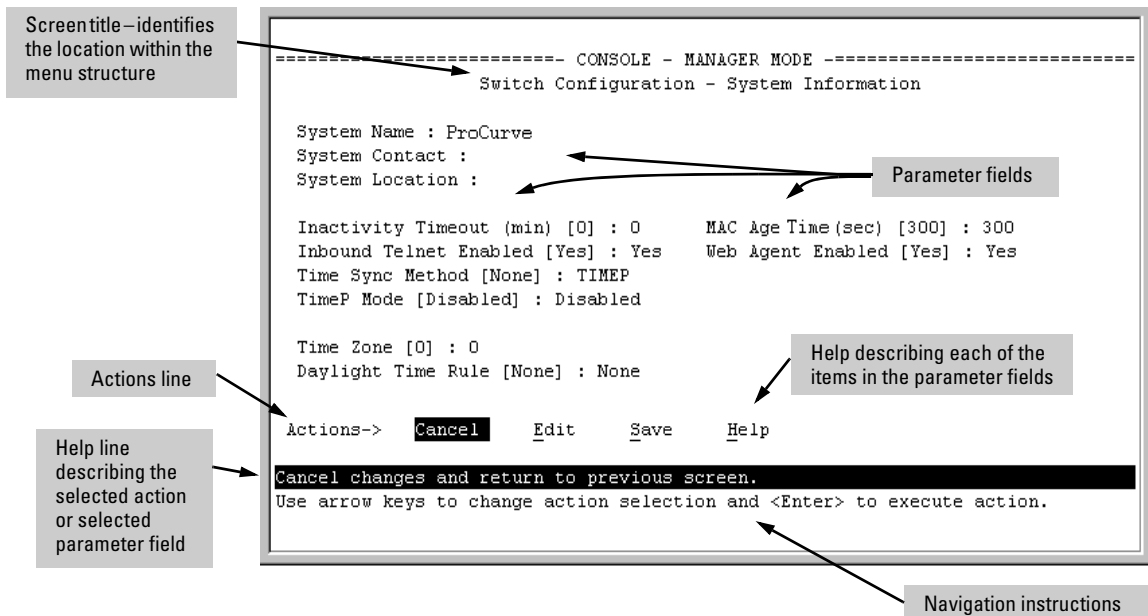 Screen title – identifies
the location within the
menu structure
==========================- CONSOLE - MANAGER MODE -===========================
Switch Configuration - System Information
System Name : ProCurve
System Contact :
System Location :
Parameter fields
Inactivity Timeout (min) [0] : 0 MAC Age Time (sec) [300] : 300
Inbound Telnet Enabled [Yes] : Yes Web Agent Enabled [Yes] : Yes
Time Sync Method [None] : TIMEP
TimeP Mode [Disabled] : Disabled
Time Zone [0] : 0
Daylight Time Rule [None] : None
Help describing each of the
items in the parameter fields
Actions line
Actions-> Cancel Edit Save Help
Help line
describing the
selected action
or selected
parameter field
Cancel changes and return to previous screen.
Use arrow keys to change action selection and <Enter> to execute action.
Navigation instructions